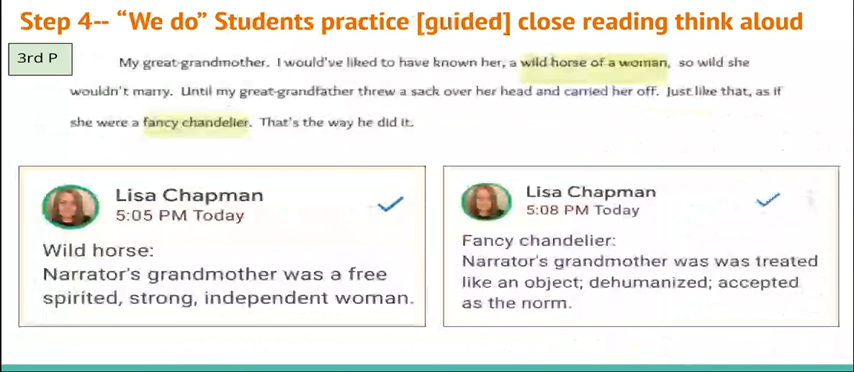 Step 4-- “We do” Students practice [guided] close reading think aloud
3rd P
My great-grandmother. I would've liked to have known her, a wild horse of a woman, so wild she
wouldn't marry. Until my great-grandfather threw a sack over her head and carried her off. Just like that, as if
she were a fancy chandelier. That's the way he did it.
Lisa Chapman
5:05 PM Today
Wild horse:
Narrator's grandmother was a free
spirited, strong, independent woman.
Lisa Chapman
5:08 PM Today
Fancy chandelier:
Narrator's grandmother was was treated
like an object; dehumanized; accepted
as the norm.